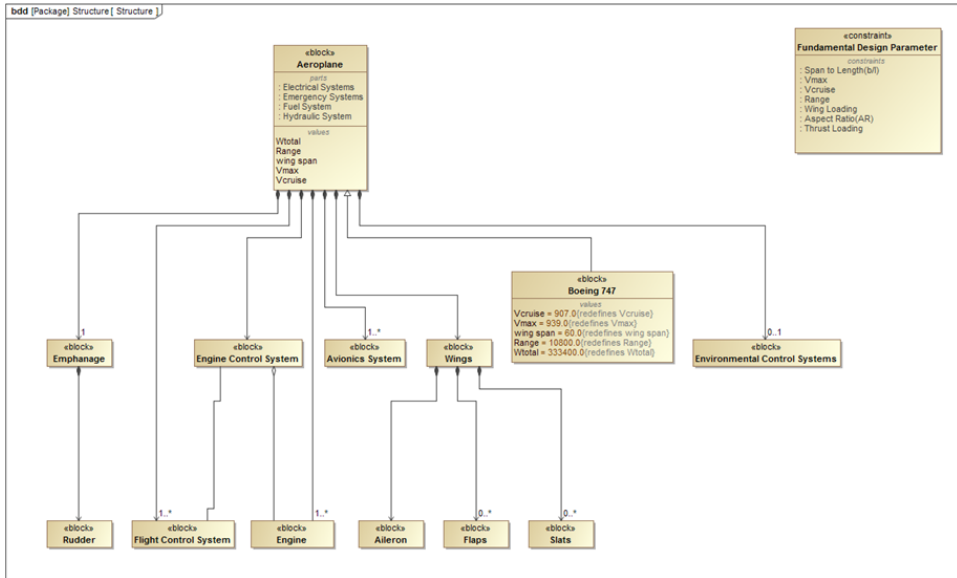 bdd [Package] Structure [ Structure ]
«block»
Aeroplane
parts
: Electrical Systems
: Emergency Systems
: Fuel System
: Hydraulic System
values
Wtotal
Range
wing span
Vmax
Vcruise
«constraint»
Fundamental Design Parameter
constraints
: Span to Length(b/l)
: Vmax
: Vcruise
: Range
: Wing Loading
: Aspect Ratio(AR)
: Thrust Loading
«block»
Boeing 747
values
Vcruise = 907.0{redefines Vcruise}
Vmax = 939.0{redefines Vmax}
wing span = 60.0{redefines wing span}
Range = 10800.0{redefines Range}
Wtotal = 333400.0{redefines Wtotal}
1
«block»
Emphanage
«block»
Engine Control System
1..*
«block»
Avionics System
«block»
Wings
0..1
«block»
Environmental Control Systems
«block»
Rudder
1..*
«block»
Flight Control System
1..*
«block»
Engine
«block»
Aileron
0..*
«block»
Flaps
0..*
«block»
Slats